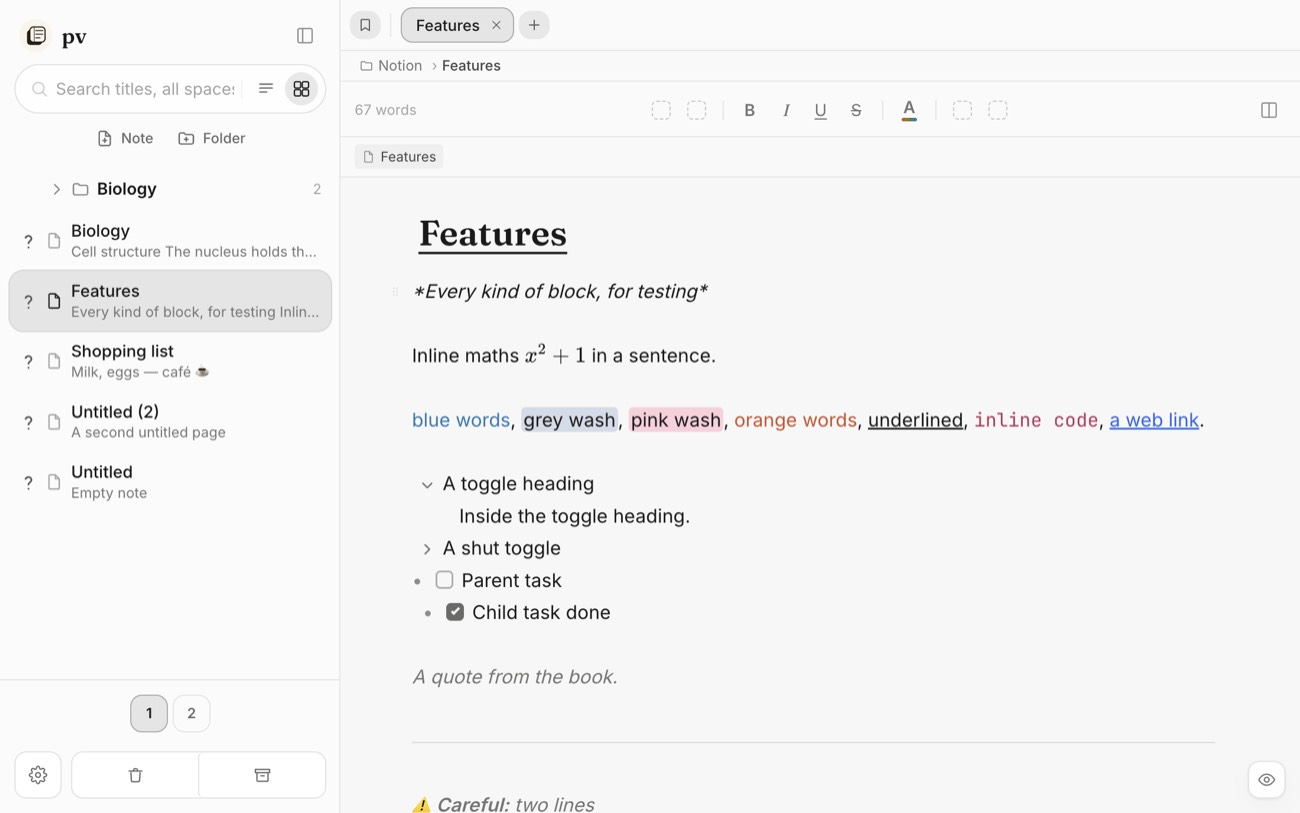 pv
Search titles, all spaces
Note
Folder
Biology
2
? Biology
Cell structure The nucleus holds th...
? Features
Every kind of block, for testing Inlin...
? Shopping list
Milk, eggs — café ☕
? Untitled (2)
A second untitled page
? Untitled
Empty note
1
2
Features
Notion › Features
67 words
B I U S A
Features
Features
*Every kind of block, for testing*
Inline maths x² + 1 in a sentence.
blue words, grey wash, pink wash, orange words, underlined, inline code, a web link.
A toggle heading
Inside the toggle heading.
A shut toggle
• Parent task
• Child task done
A quote from the book.
⚠️ Careful: two lines